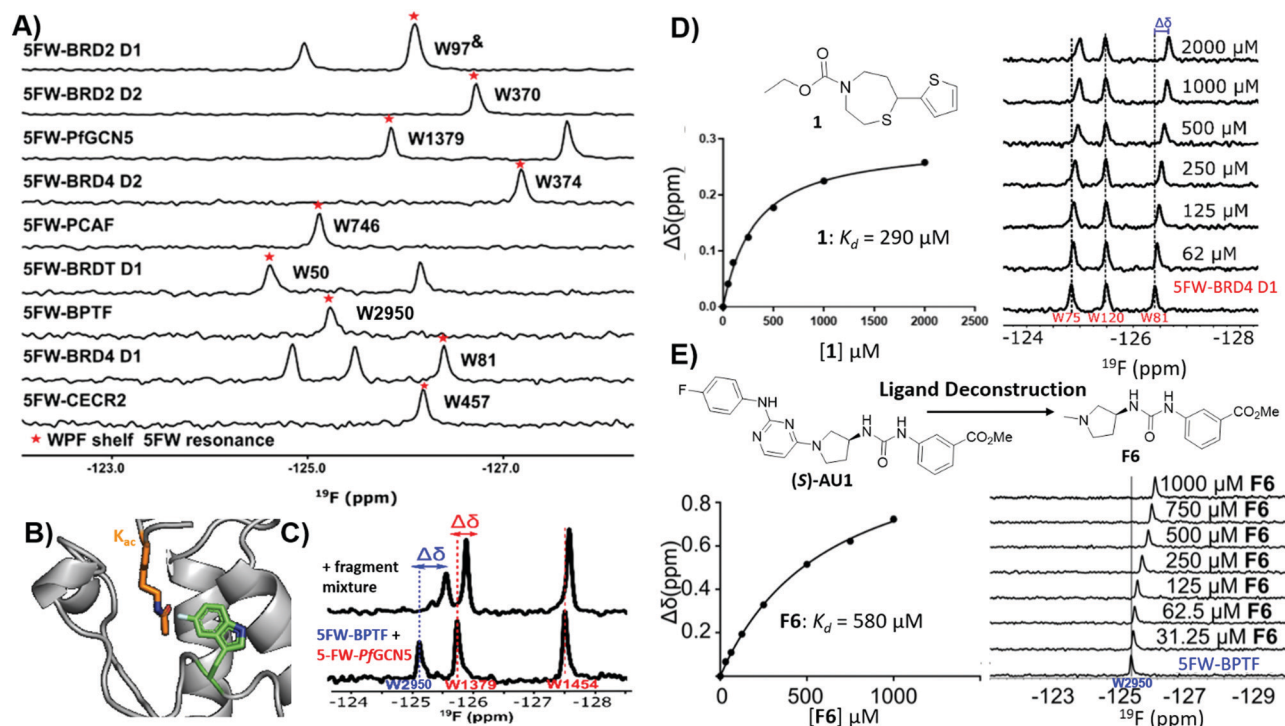 A)
5FW-BRD2 D1
W97&
5FW-BRD2 D2
W370
5FW-PfGCN5
W1379
5FW-BRD4 D2
W374
5FW-PCAF
W746
5FW-BRDT D1
W50
5FW-BPTF
W2950
5FW-BRD4 D1
W81
5FW-CECR2
W457
★ WPF shelf 5FW resonance
-123.0 -125.0 -127.0
19F (ppm)
B)
Kac
C)
Δδ
Δδ
+ fragment
mixture
5FW-BPTF +
5-FW-PfGCN5
W2950 W1379 W1454
-124 -125 -126 -127 -128
19F (ppm)
D)
O
O
N
S
S
1
0.3
0.2
0.1
0.0
Δδ(ppm)
1: Kd = 290 µM
0 500 1000 1500 2000 2500
[1] µM
Δδ
2000 µM
1000 µM
500 µM
250 µM
125 µM
62 µM
5FW-BRD4 D1
W75 W120 W81
-124 -126 -128
19F (ppm)
E)
Ligand Deconstruction
F
NH
N
N
N
H
N
H
N
O
CO2Me
(S)-AU1
N
H
N
H
N
O
CO2Me
F6
0.8
0.6
0.4
0.2
Δδ(ppm)
F6: Kd = 580 µM
0 500 1000
[F6] µM
1000 µM F6
750 µM F6
500 µM F6
250 µM F6
125 µM F6
62.5 µM F6
31.25 µM F6
5FW-BPTF
W2950
-123 -125 -127 -129
19F (ppm)